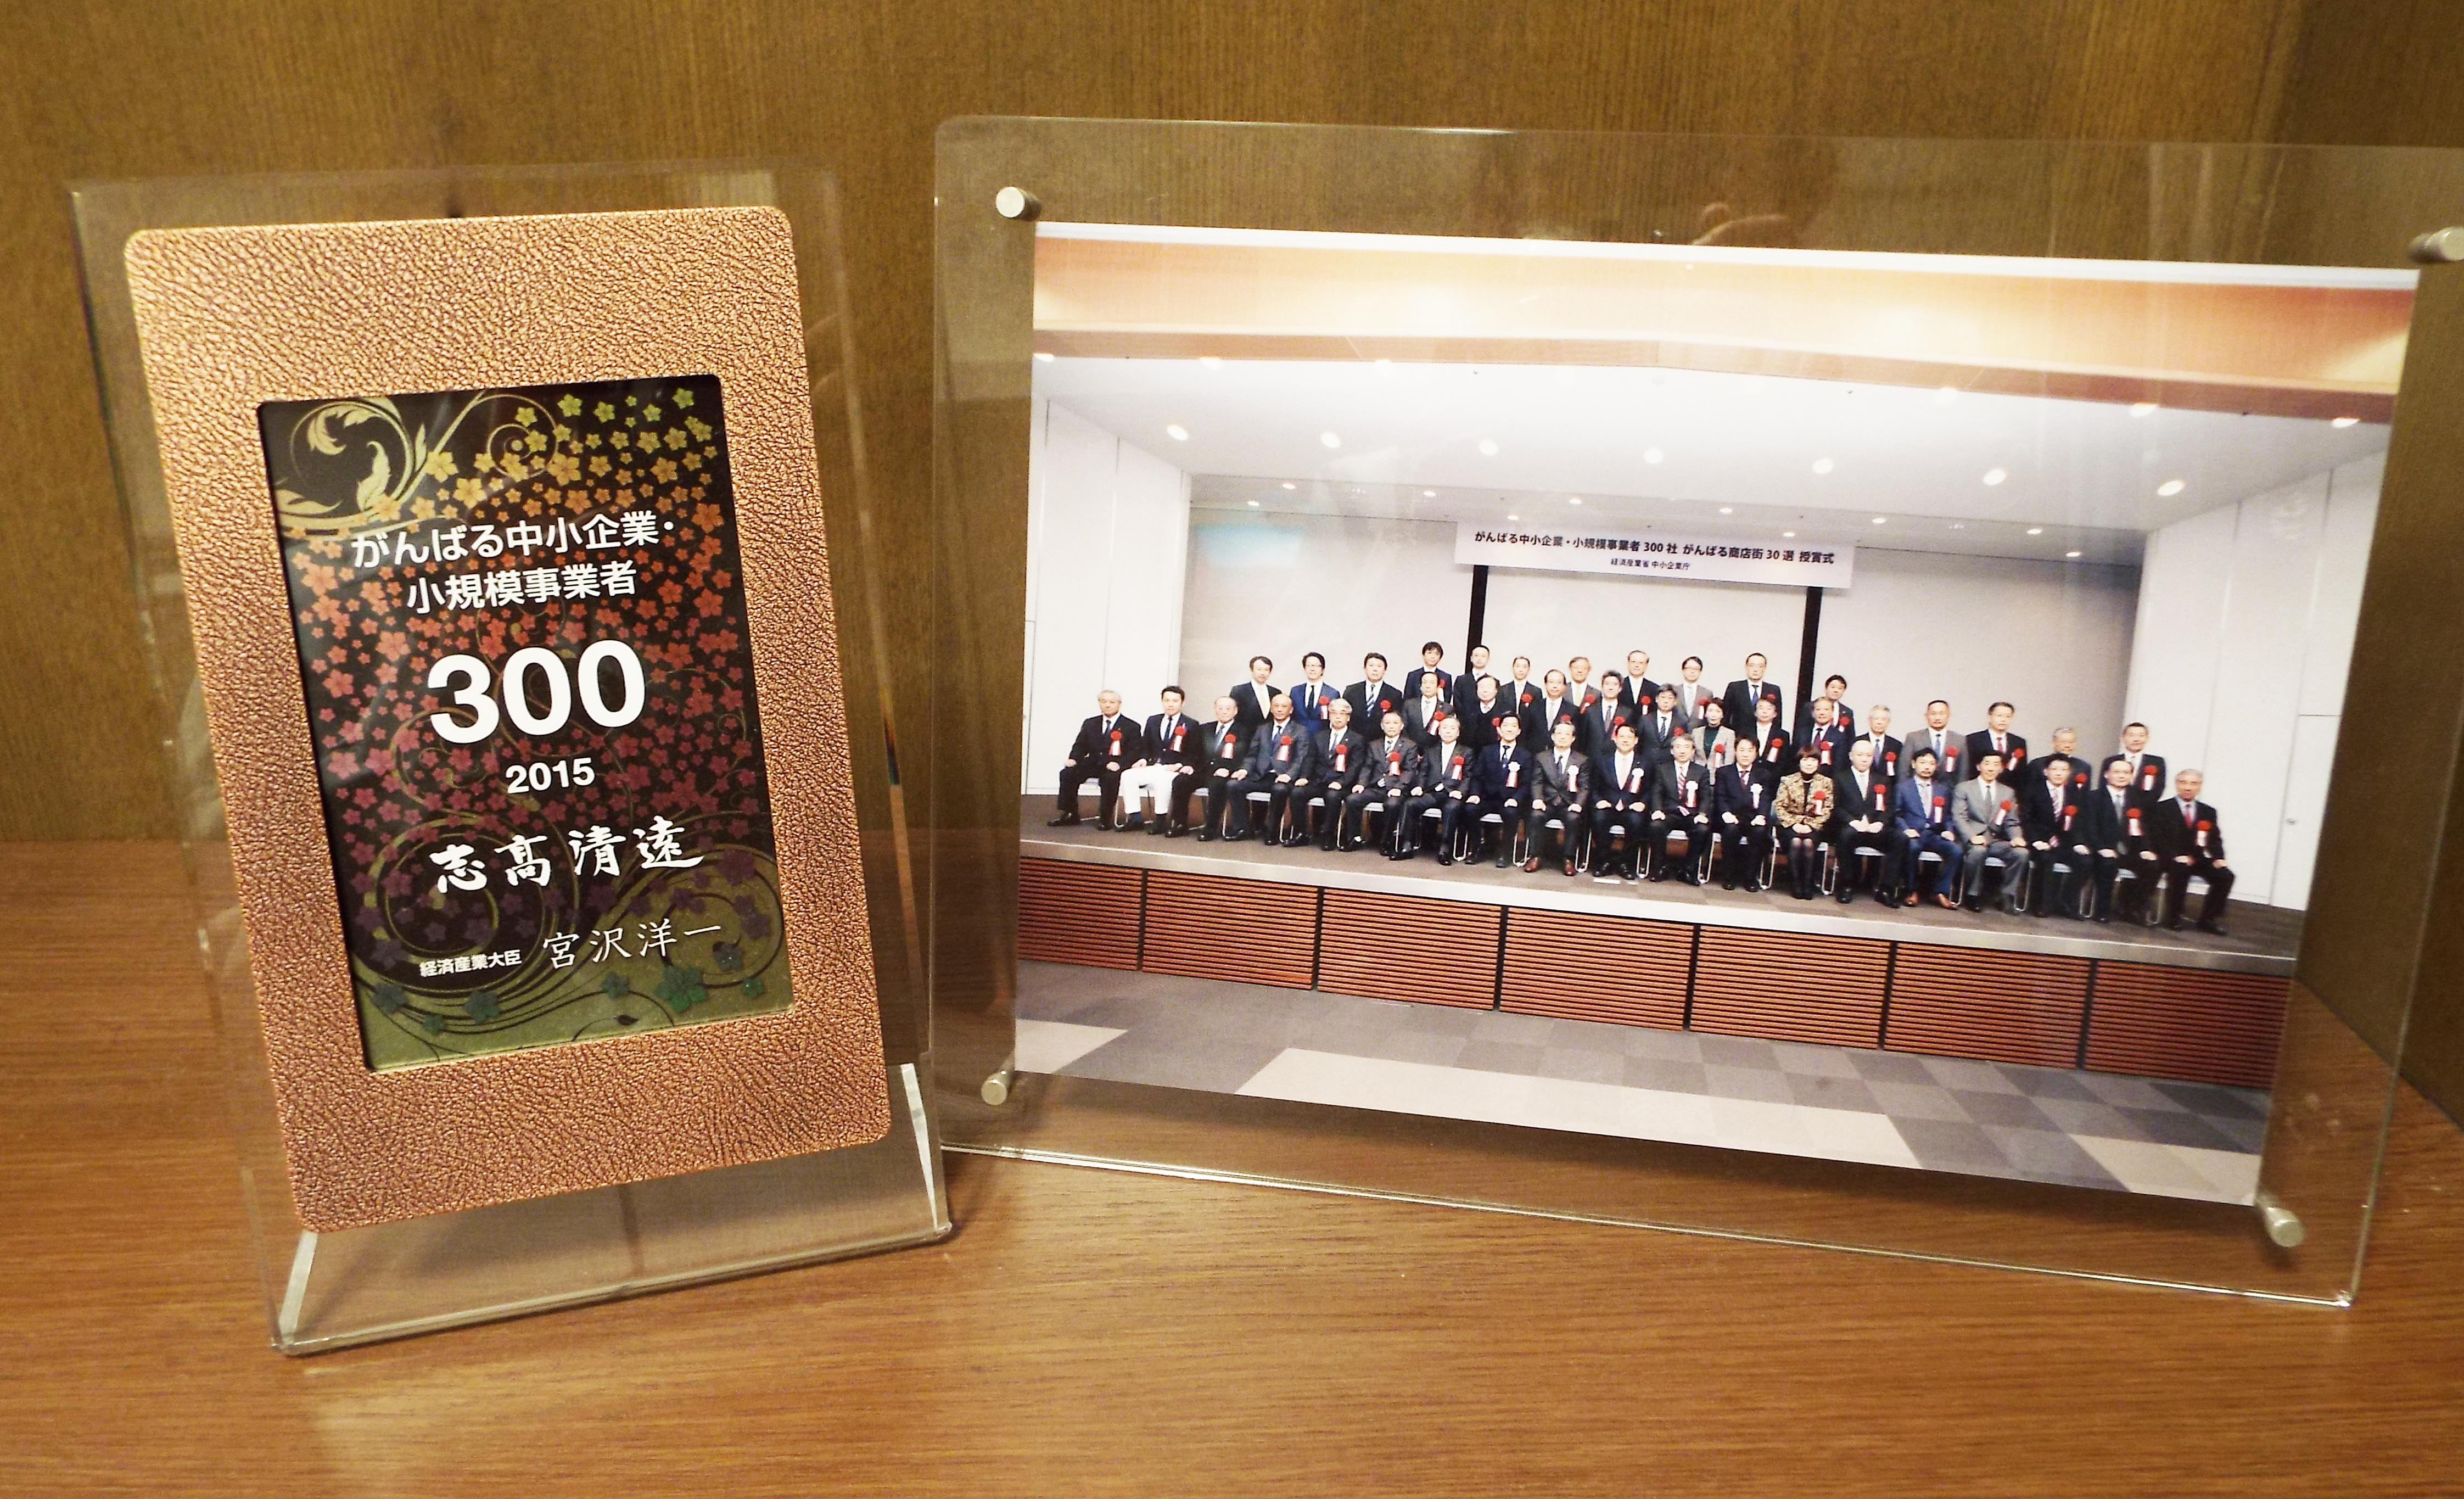 がんばる中小企業・
小規模事業者
300
2015
志高清遠
経済産業大臣 宮沢洋一
がんばる中小企業・小規模事業者 300 社 がんばる商店街 30 選 授賞式
経済産業省 中小企業庁